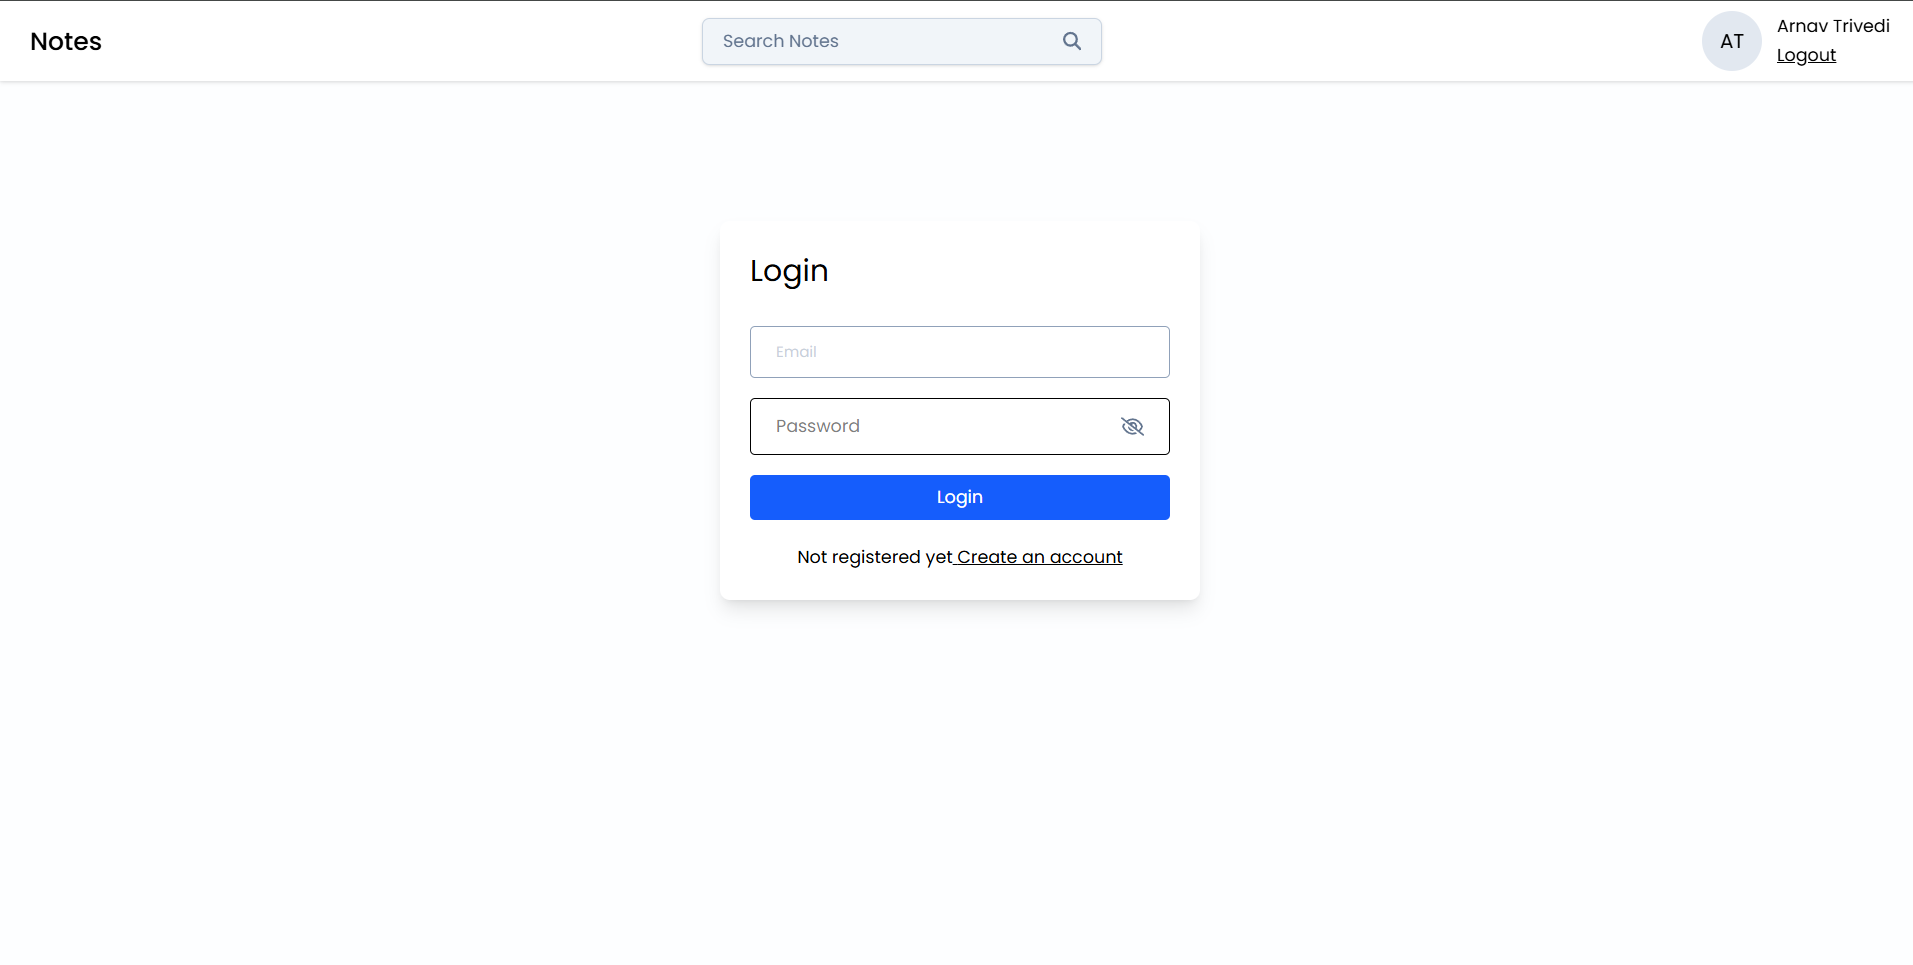 Notes
Search Notes
AT
Arnav Trivedi
Logout
Login
Email
Password
Login
Not registered yet Create an account